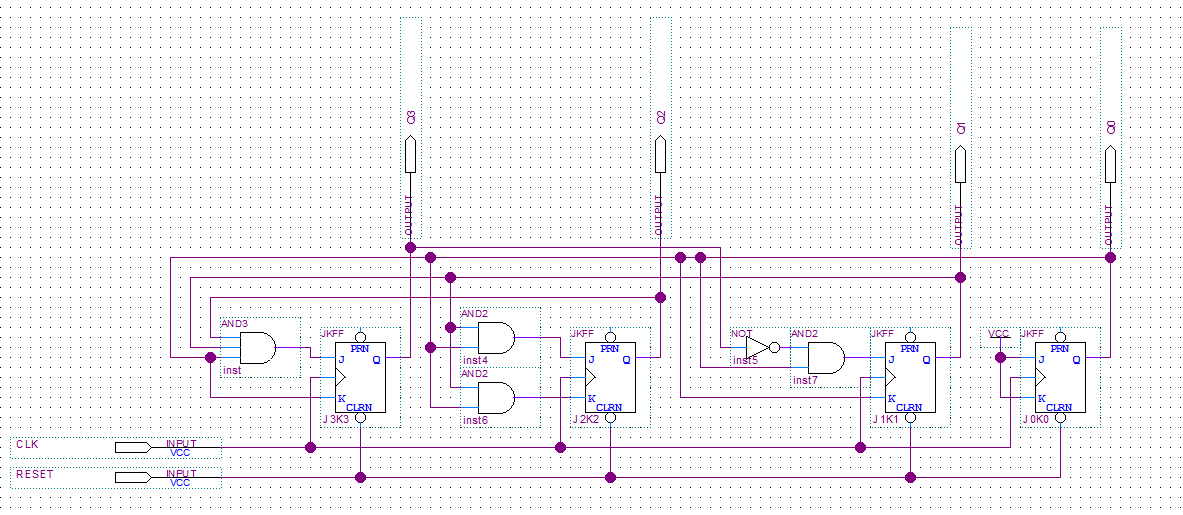 Q3
Q2
Q1
Q0
OUTPUT
OUTPUT
OUTPUT
OUTPUT
AND3
inst
JKFF
PRN
J
Q
K
CLRN
J3K3
AND2
inst4
AND2
inst6
JKFF
PRN
J
Q
K
CLRN
J2K2
NOT
inst5
AND2
inst7
JKFF
PRN
J
Q
K
CLRN
J1K1
VCC
JKFF
PRN
J
Q
K
CLRN
J0K0
CLK
INPUT
VCC
RESET
INPUT
VCC